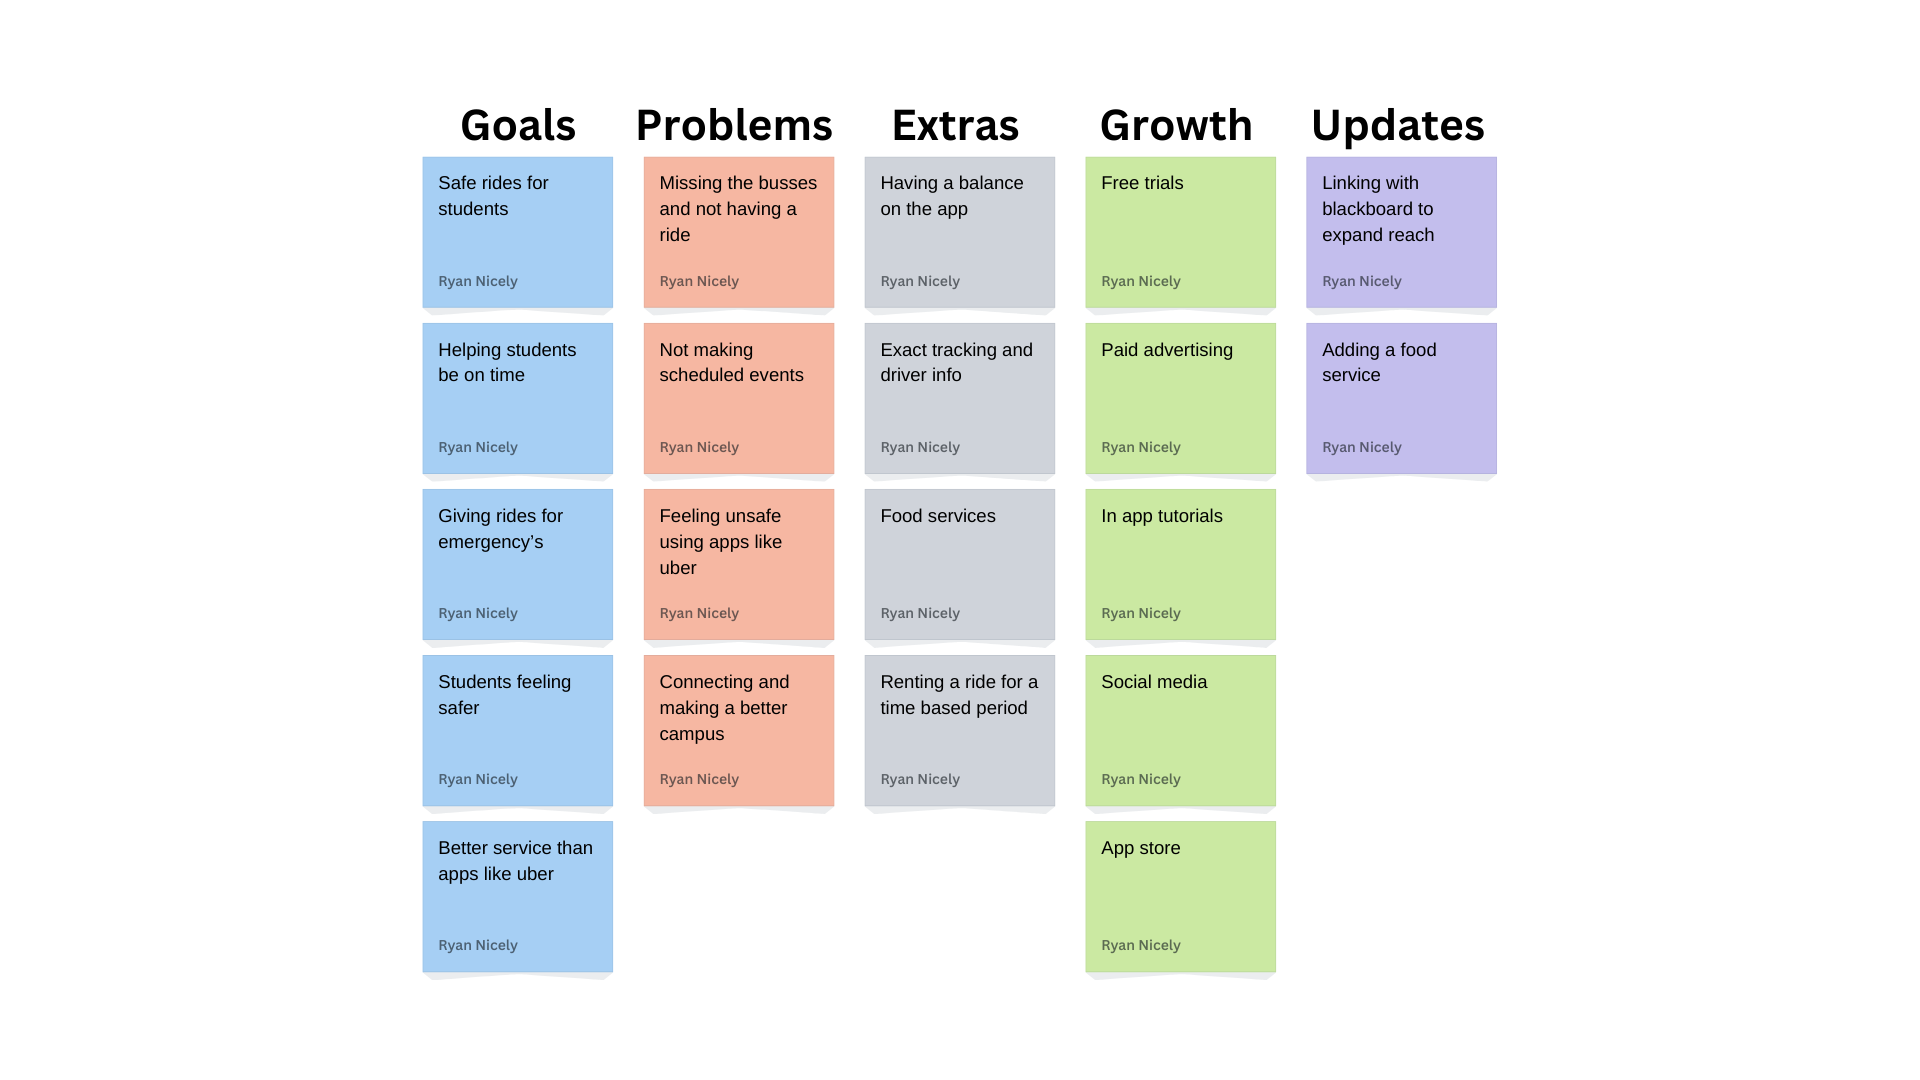 Goals
Safe rides for
students
Ryan Nicely
Helping students
be on time
Ryan Nicely
Giving rides for
emergency’s
Ryan Nicely
Students feeling
safer
Ryan Nicely
Better service than
apps like uber
Ryan Nicely
Problems
Missing the busses
and not having a
ride
Ryan Nicely
Not making
scheduled events
Ryan Nicely
Feeling unsafe
using apps like
uber
Ryan Nicely
Connecting and
making a better
campus
Ryan Nicely
Extras
Having a balance
on the app
Ryan Nicely
Exact tracking and
driver info
Ryan Nicely
Food services
Ryan Nicely
Renting a ride for a
time based period
Ryan Nicely
Growth
Free trials
Ryan Nicely
Paid advertising
Ryan Nicely
In app tutorials
Ryan Nicely
Social media
Ryan Nicely
App store
Ryan Nicely
Updates
Linking with
blackboard to
expand reach
Ryan Nicely
Adding a food
service
Ryan Nicely